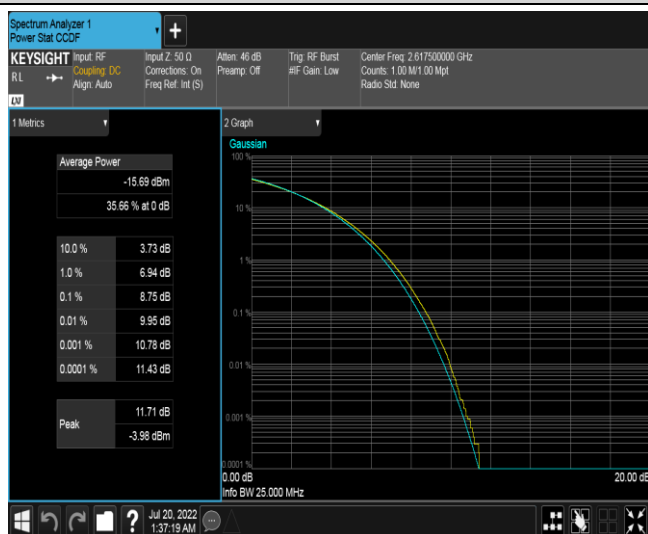 Spectrum Analyzer 1
Power Stat CCDF
+
KEYSIGHT
RL
LXI
Input: RF
Coupling: DC
Align: Auto
Input Z: 50 Ω
Corrections: On
Freq Ref: Int (S)
Atten: 46 dB
Preamp: Off
Trig: RF Burst
#IF Gain: Low
Center Freq: 2.617500000 GHz
Counts: 1.00 M/1.00 Mpt
Radio Std: None
1 Metrics
Average Power
-15.69 dBm
35.66 % at 0 dB
10.0 % 3.73 dB
1.0 % 6.94 dB
0.1 % 8.75 dB
0.01 % 9.95 dB
0.001 % 10.78 dB
0.0001 % 11.43 dB
Peak
11.71 dB
-3.98 dBm
2 Graph
Gaussian
100 %
10 %
1 %
0.1 %
0.01 %
0.001 %
0.0001 %
0.00 dB
20.00 dB
Info BW 25.000 MHz
?
Jul 20, 2022
1:37:19 AM